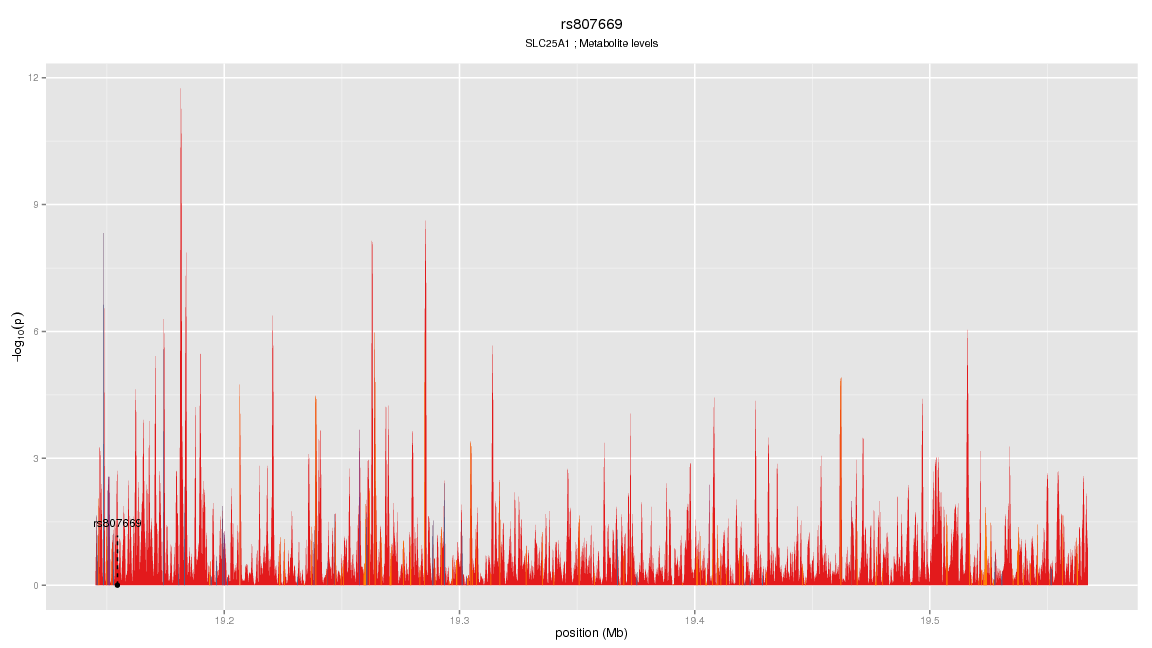 rs807669
SLC25A1 ; Metabolite levels
12
9
6
3
0
−log10(p)
rs807669
19.2
19.3
19.4
19.5
position (Mb)